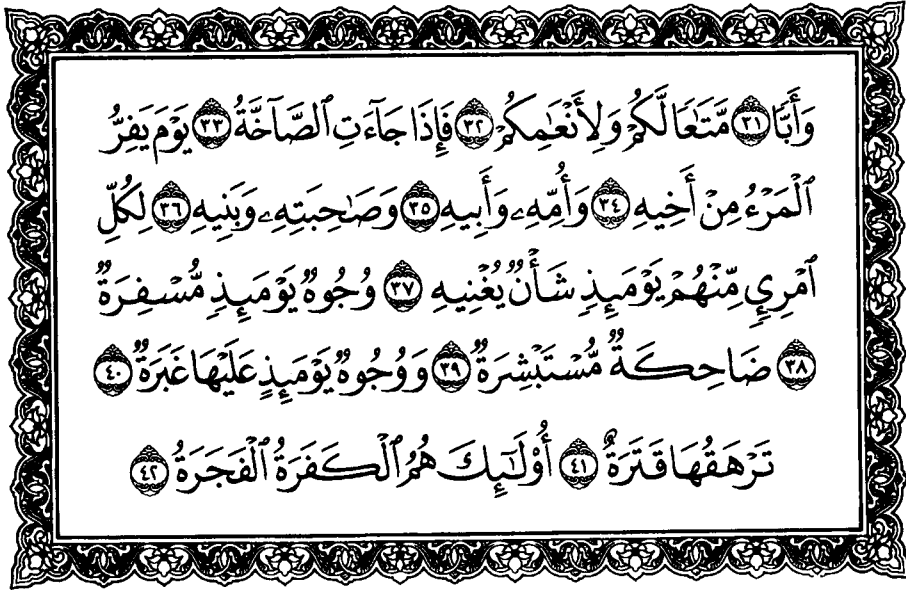 وَأَبًّا ٣١ مَّتَٰعًا لَّكُمْ وَلِأَنْعَٰمِكُمْ ٣٢ فَإِذَا جَآءَتِ ٱلصَّآخَّةُ ٣٣ يَوْمَ يَفِرُّ
ٱلْمَرْءُ مِنْ أَخِيهِ ٣٤ وَأُمِّهِۦ وَأَبِيهِ ٣٥ وَصَٰحِبَتِهِۦ وَبَنِيهِ ٣٦ لِكُلِّ
ٱمْرِئٍ مِّنْهُمْ يَوْمَئِذٍ شَأْنٌ يُغْنِيهِ ٣٧ وُجُوهٌ يَوْمَئِذٍ مُّسْفِرَةٌ
٣٨ ضَاحِكَةٌ مُّسْتَبْشِرَةٌ ٣٩ وَوُجُوهٌ يَوْمَئِذٍ عَلَيْهَا غَبَرَةٌ ٤٠
تَرْهَقُهَا قَتَرَةٌ ٤١ أُو۟لَٰٓئِكَ هُمُ ٱلْكَفَرَةُ ٱلْفَجَرَةُ ٤٢